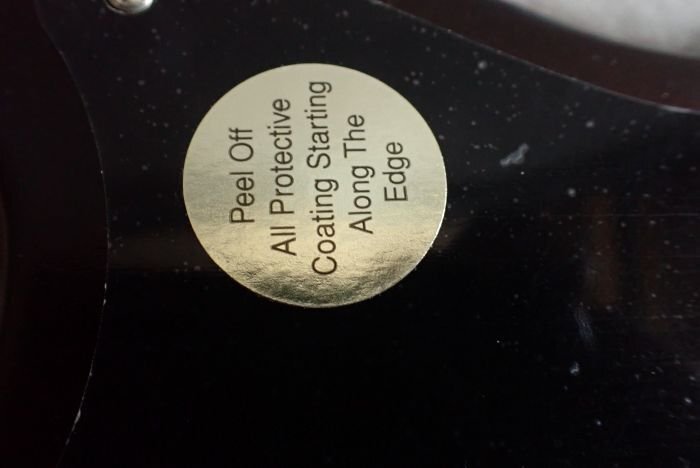 Peel Off
All Protective
Coating Starting
Along The
Edge